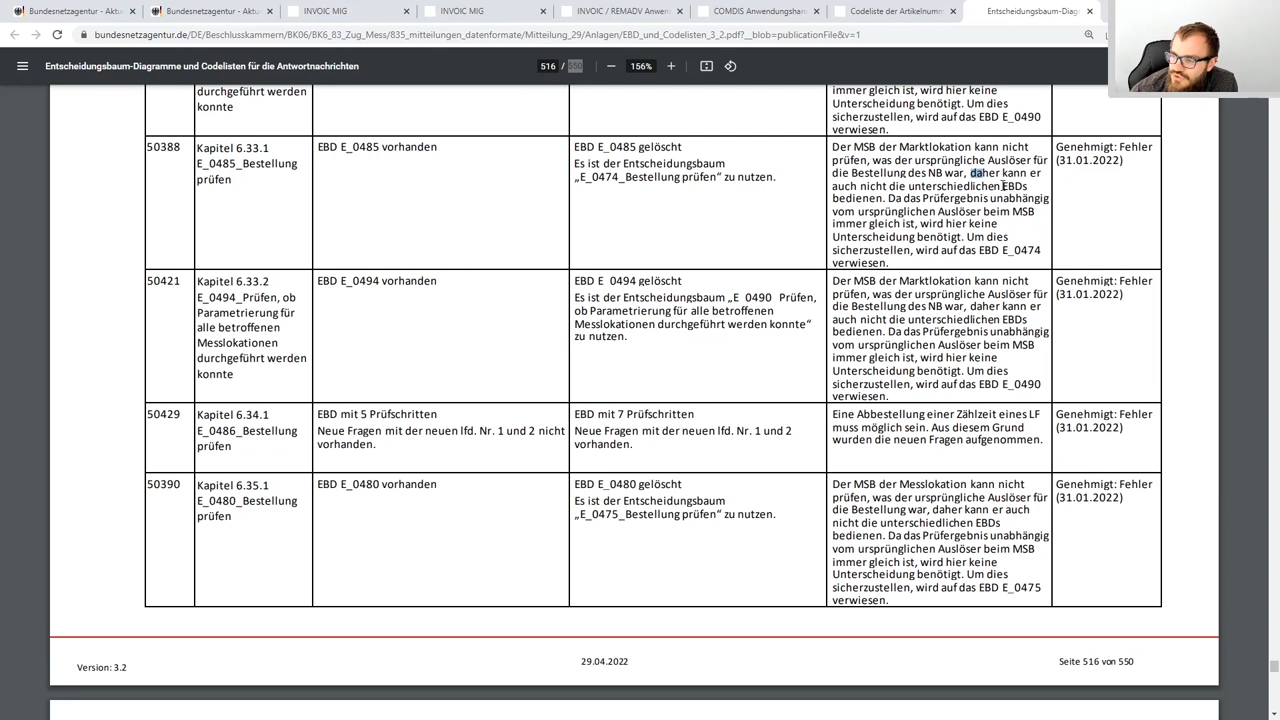 Bundesnetzagentur - Aktu
Bundesnetzagentur - Aktu
INVOIC MIG
INVOIC MIG
INVOIC / REMADV Anwen
COMDIS Anwendungshan
Codeliste der Artikelnumm
Entscheidungsbaum-Diagr
bundesnetzagentur.de/DE/Beschlusskammern/BK06/BK6_83_Zug_Mess/835_mitteilungen_datenformate/Mitteilung_29/Anlagen/EBD_und_Codelisten_3_2.pdf?__blob=publicationFile&v=1
Entscheidungsbaum-Diagramme und Codelisten für die Antwortnachrichten
516 / 550
156%
durchgeführt werden
konnte
immer gleich ist, wird hier keine
Unterscheidung benötigt. Um dies
sicherzustellen, wird auf das EBD E_0490
verwiesen.
50388
Kapitel 6.33.1
E_0485_Bestellung
prüfen
EBD E_0485 vorhanden
EBD E_0485 gelöscht
Es ist der Entscheidungsbaum
„E_0474_Bestellung prüfen“ zu nutzen.
Der MSB der Marktlokation kann nicht
prüfen, was der ursprüngliche Auslöser für
die Bestellung des NB war, daher kann er
auch nicht die unterschiedlichen EBDs
bedienen. Da das Prüfergebnis unabhängig
vom ursprünglichen Auslöser beim MSB
immer gleich ist, wird hier keine
Unterscheidung benötigt. Um dies
sicherzustellen, wird auf das EBD E_0474
verwiesen.
Genehmigt: Fehler
(31.01.2022)
50421
Kapitel 6.33.2
E_0494_Prüfen, ob
Parametrierung für
alle betroffenen
Messlokationen
durchgeführt werden
konnte
EBD E_0494 vorhanden
EBD E_0494 gelöscht
Es ist der Entscheidungsbaum „E_0490_Prüfen,
ob Parametrierung für alle betroffenen
Messlokationen durchgeführt werden konnte“
zu nutzen.
Der MSB der Marktlokation kann nicht
prüfen, was der ursprüngliche Auslöser für
die Bestellung des NB war, daher kann er
auch nicht die unterschiedlichen EBDs
bedienen. Da das Prüfergebnis unabhängig
vom ursprünglichen Auslöser beim MSB
immer gleich ist, wird hier keine
Unterscheidung benötigt. Um dies
sicherzustellen, wird auf das EBD E_0490
verwiesen.
Genehmigt: Fehler
(31.01.2022)
50429
Kapitel 6.34.1
E_0486_Bestellung
prüfen
EBD mit 5 Prüfschritten
Neue Fragen mit der neuen lfd. Nr. 1 und 2 nicht
vorhanden.
EBD mit 7 Prüfschritten
Neue Fragen mit der neuen lfd. Nr. 1 und 2
vorhanden.
Eine Abbestellung einer Zählzeit eines LF
muss möglich sein. Aus diesem Grund
wurden die neuen Fragen aufgenommen.
Genehmigt: Fehler
(31.01.2022)
50390
Kapitel 6.35.1
E_0480_Bestellung
prüfen
EBD E_0480 vorhanden
EBD E_0480 gelöscht
Es ist der Entscheidungsbaum
„E_0475_Bestellung prüfen“ zu nutzen.
Der MSB der Messlokation kann nicht
prüfen, was der ursprüngliche Auslöser für
die Bestellung war, daher kann er auch
nicht die unterschiedlichen EBDs
bedienen. Da das Prüfergebnis unabhängig
vom ursprünglichen Auslöser beim MSB
immer gleich ist, wird hier keine
Unterscheidung benötigt. Um dies
sicherzustellen, wird auf das EBD E_0475
verwiesen.
Genehmigt: Fehler
(31.01.2022)
Version: 3.2
29.04.2022
Seite 516 von 550